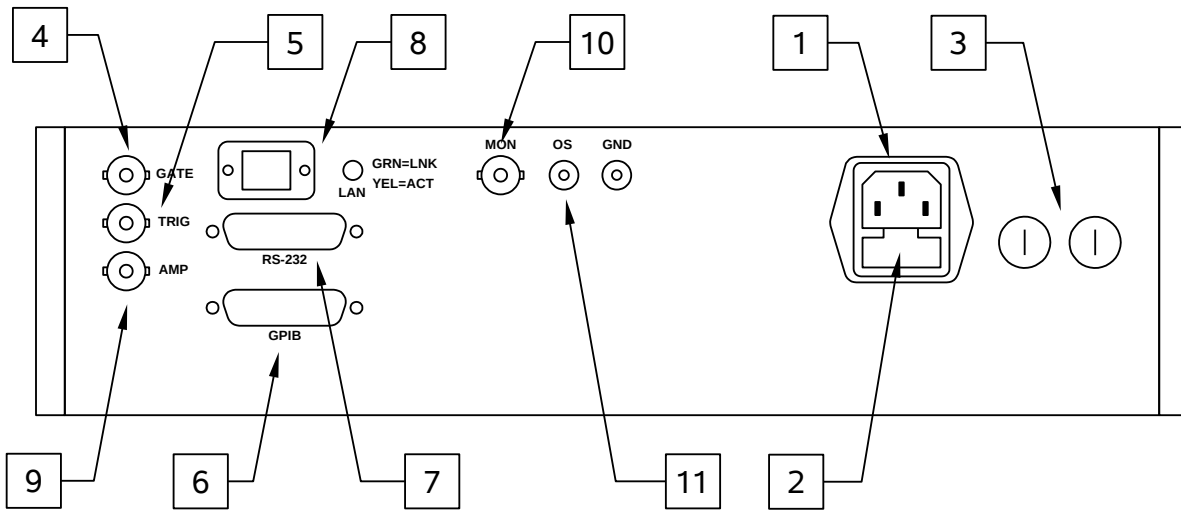 4
5
8
10
1
3
MON
OS
GND
GATE
GRN=LNK
YEL=ACT
LAN
TRIG
RS-232
AMP
GPIB
9
6
7
11
2